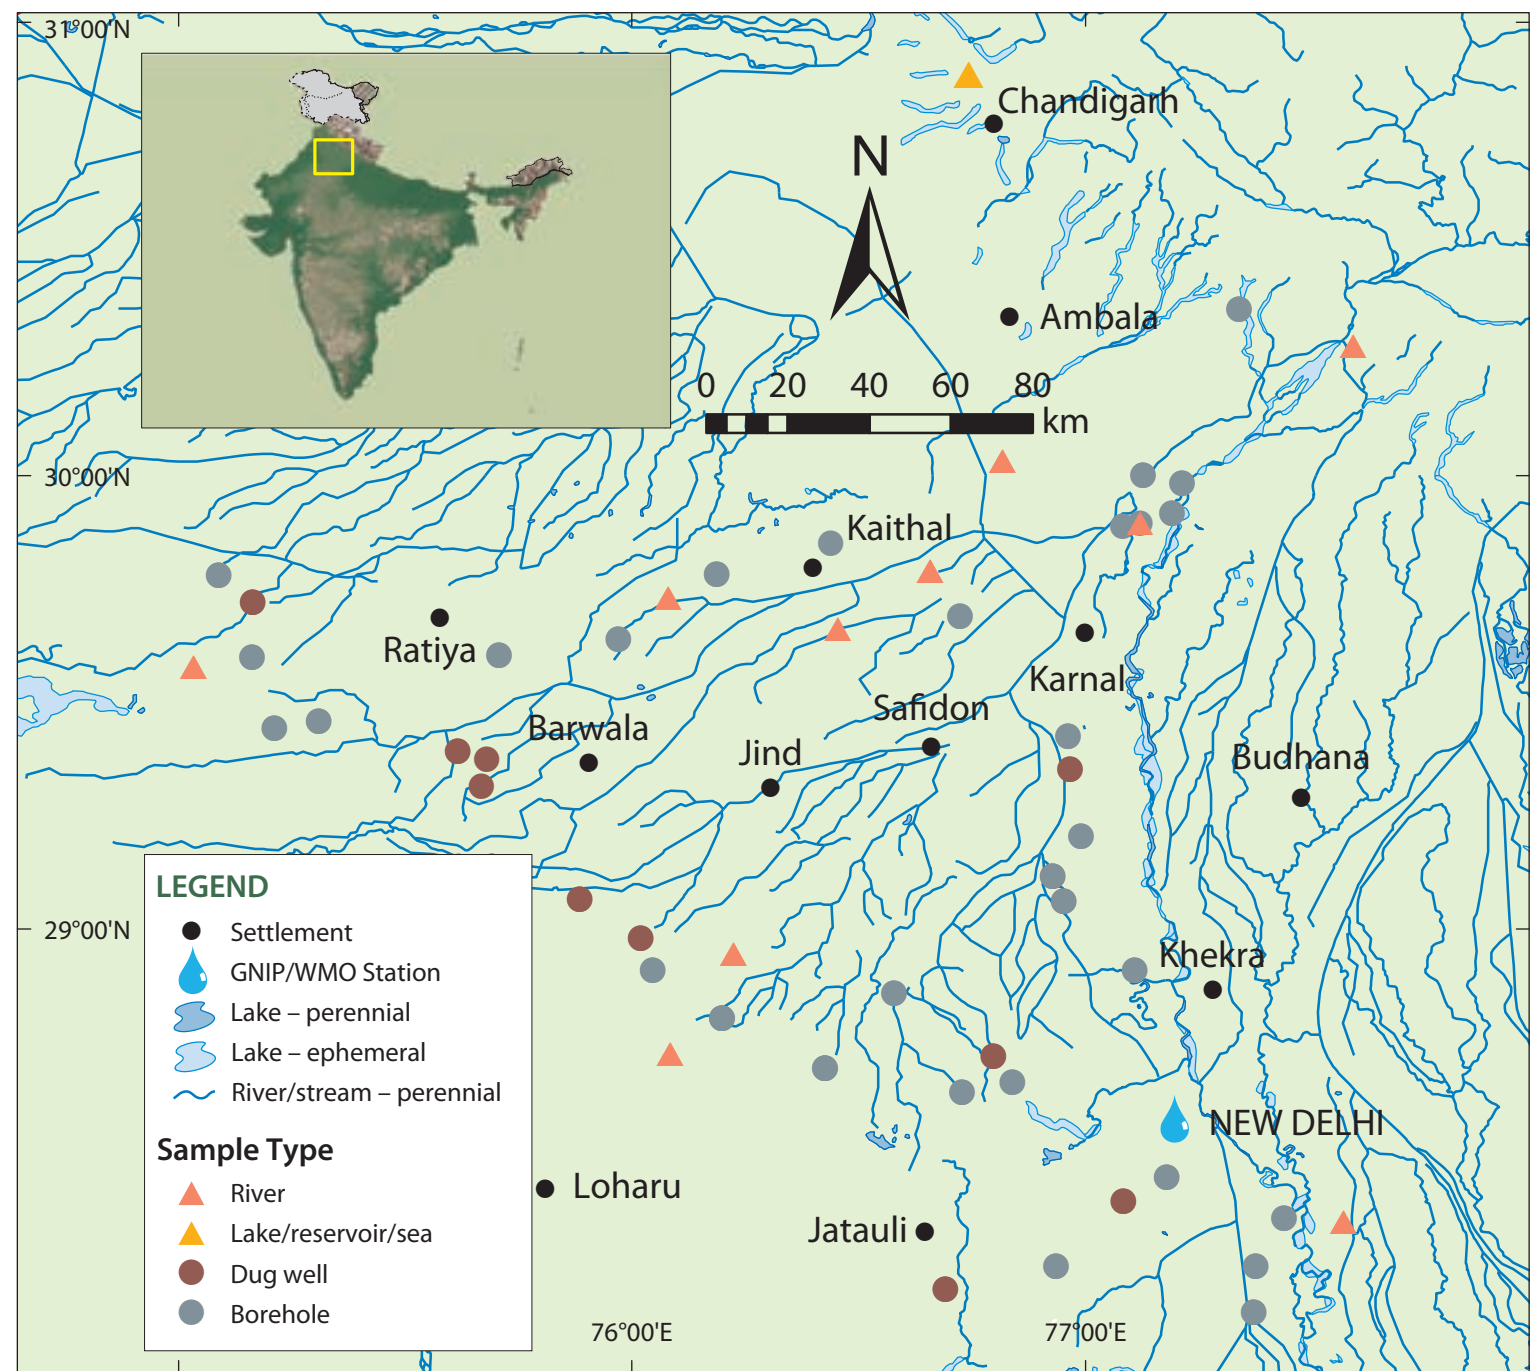 31°00'N
Chandigarh
N
Ambala
0 20 40 60 80
km
30°00'N
Kaithal
Ratiya
Karnal
Safidon
Barwala
Jind
Budhana
LEGEND
Settlement
GNIP/WMO Station
Lake – perennial
Lake – ephemeral
River/stream – perennial
Sample Type
River
Lake/reservoir/sea
Dug well
Borehole
29°00'N
Khekra
NEW DELHI
Loharu
Jatauli
76°00'E
77°00'E